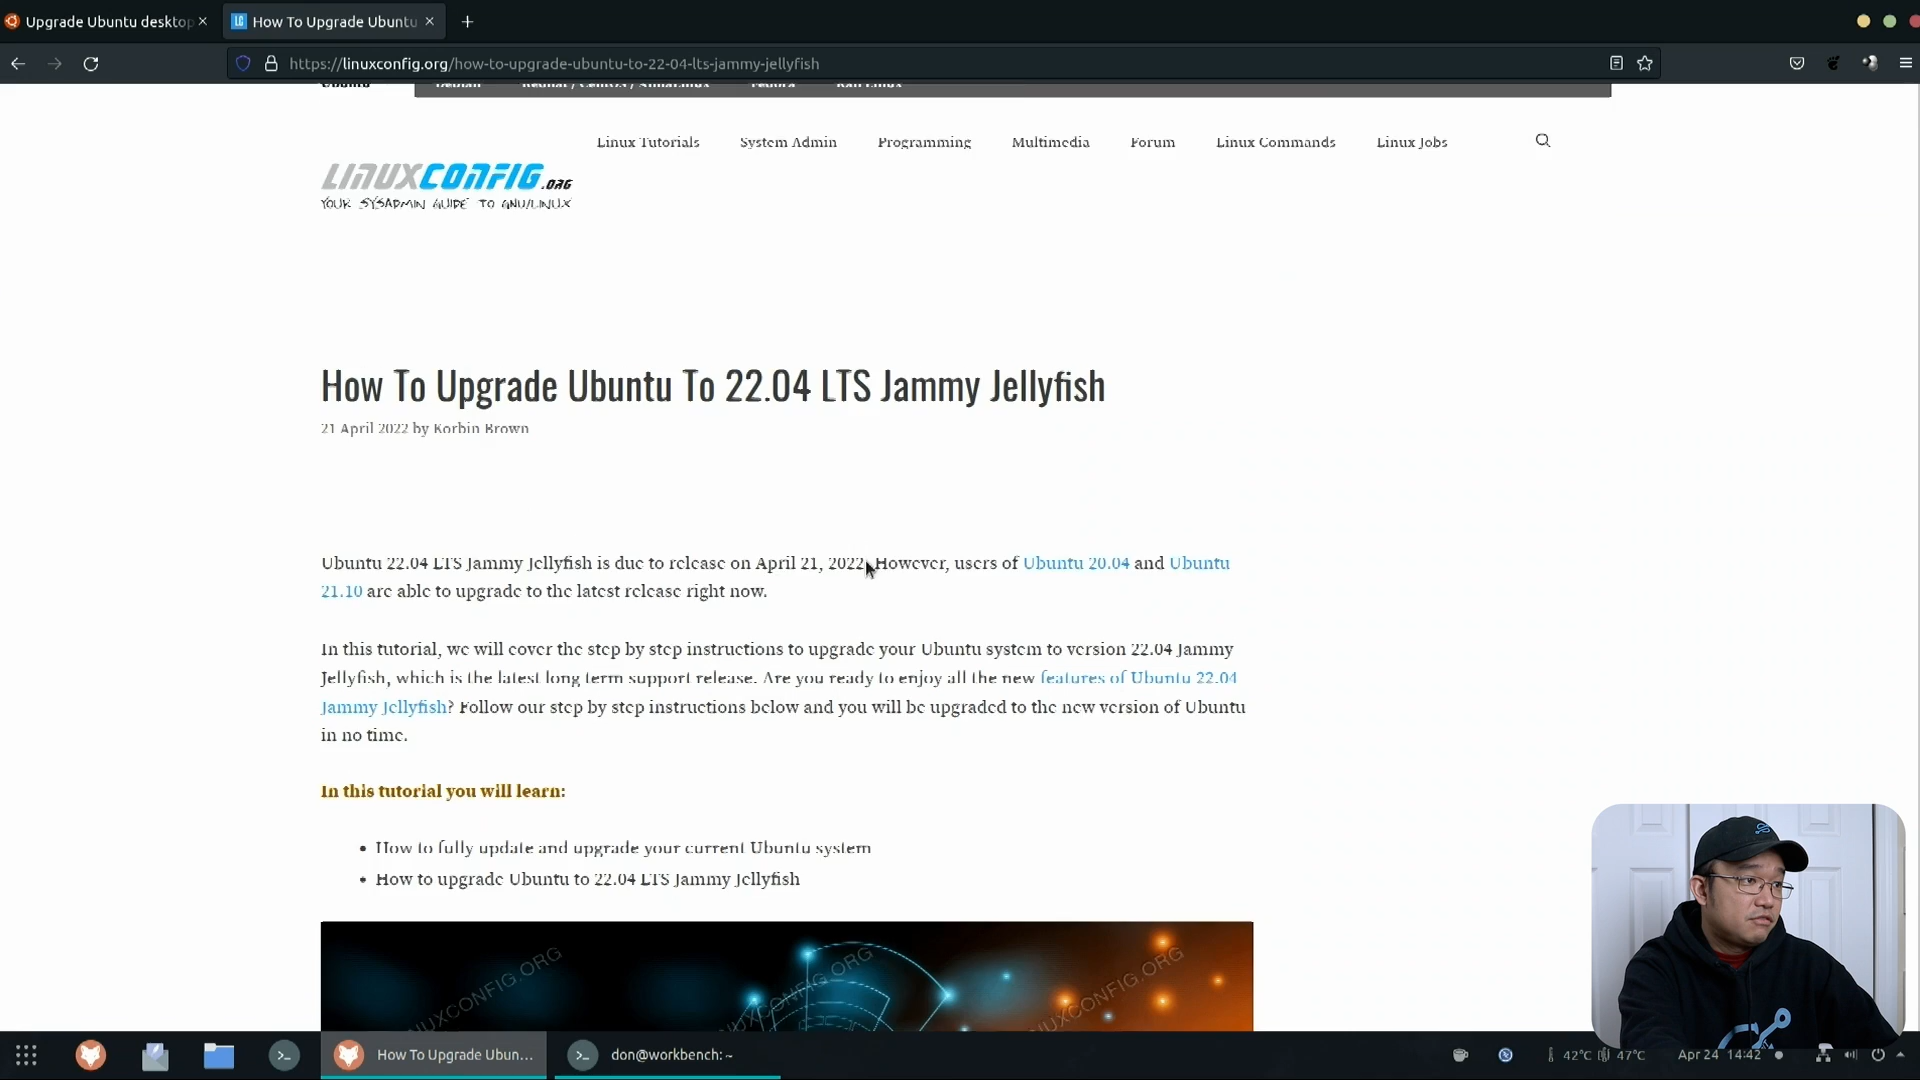 Upgrade Ubuntu desktop
How To Upgrade Ubuntu
https://linuxconfig.org/how-to-upgrade-ubuntu-to-22-04-lts-jammy-jellyfish
Linux Tutorials System Admin Programming Multimedia Forum Linux Commands Linux Jobs
LINUXCONFIG.ORG
YOUR SYSADMIN GUIDE TO GNU/LINUX
How To Upgrade Ubuntu To 22.04 LTS Jammy Jellyfish
21 April 2022 by Korbin Brown
Ubuntu 22.04 LTS Jammy Jellyfish is due to release on April 21, 2022. However, users of Ubuntu 20.04 and Ubuntu
21.10 are able to upgrade to the latest release right now.
In this tutorial, we will cover the step by step instructions to upgrade your Ubuntu system to version 22.04 Jammy
Jellyfish, which is the latest long term support release. Are you ready to enjoy all the new features of Ubuntu 22.04
Jammy Jellyfish? Follow our step by step instructions below and you will be upgraded to the new version of Ubuntu
in no time.
In this tutorial you will learn:
• How to fully update and upgrade your current Ubuntu system
• How to upgrade Ubuntu to 22.04 LTS Jammy Jellyfish
LINUXCONFIG.ORG LINUXCONFIG.ORG LINUXCONFIG.ORG
How To Upgrade Ubun... don@workbench:~ 42°C 47°C Apr 24 14:42